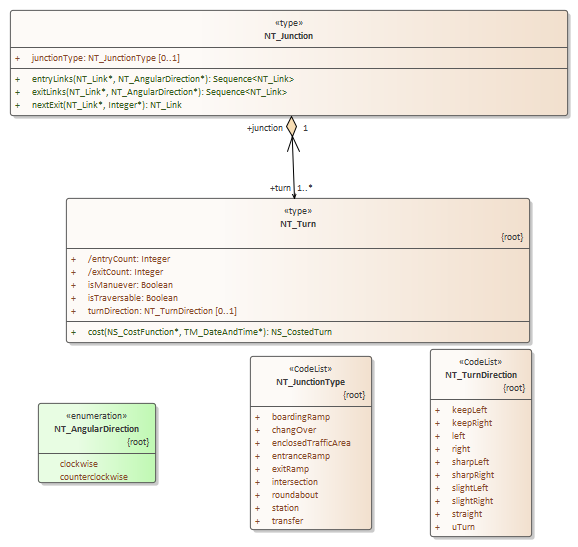 «type»
NT_Junction
+ junctionType: NT_JunctionType [0..1]
+ entryLinks(NT_Link*, NT_AngularDirection*): Sequence<NT_Link>
+ exitLinks(NT_Link*, NT_AngularDirection*): Sequence<NT_Link>
+ nextExit(NT_Link*, Integer*): NT_Link
+junction 1
+turn 1..*
«type»
NT_Turn
{root}
+ /entryCount: Integer
+ /exitCount: Integer
+ isManuever: Boolean
+ isTraversable: Boolean
+ turnDirection: NT_TurnDirection [0..1]
+ cost(NS_CostFunction*, TM_DateAndTime*): NS_CostedTurn
«enumeration»
NT_AngularDirection
{root}
clockwise
counterclockwise
«CodeList»
NT_JunctionType
{root}
+ boardingRamp
+ changOver
+ enclosedTrafficArea
+ entranceRamp
+ exitRamp
+ intersection
+ roundabout
+ station
+ transfer
«CodeList»
NT_TurnDirection
{root}
+ keepLeft
+ keepRight
+ left
+ right
+ sharpLeft
+ sharpRight
+ slightLeft
+ slightRight
+ straight
+ uTurn